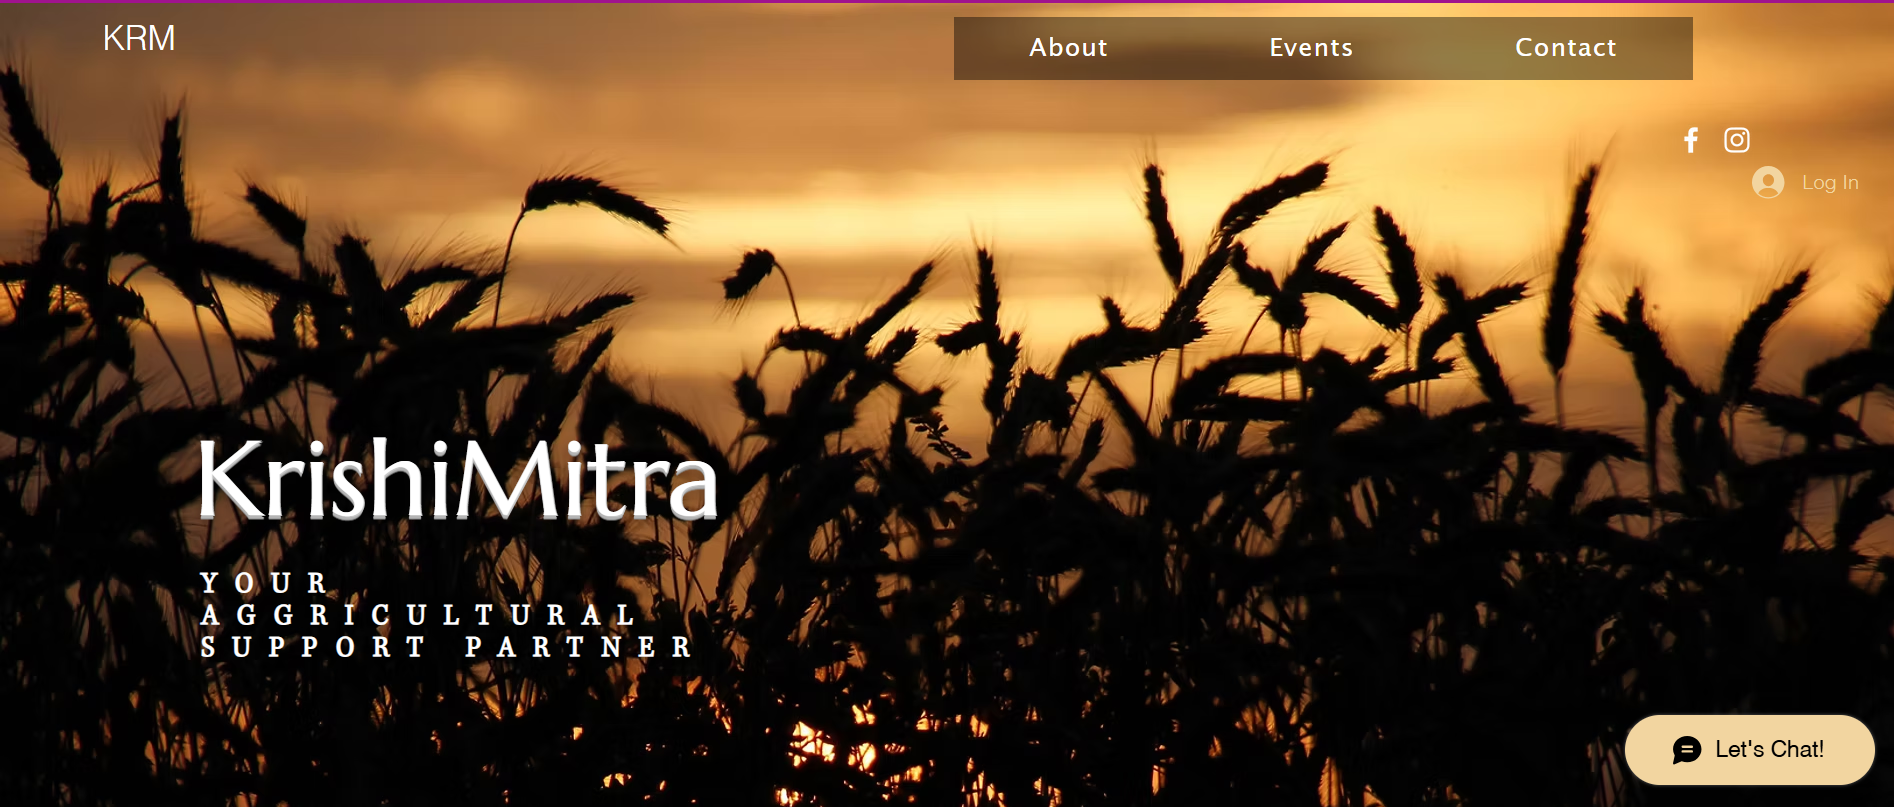 KRM
About Events Contact
Log In
KrishiMitra
YOUR
AGGRICULTURAL
SUPPORT PARTNER
Let's Chat!